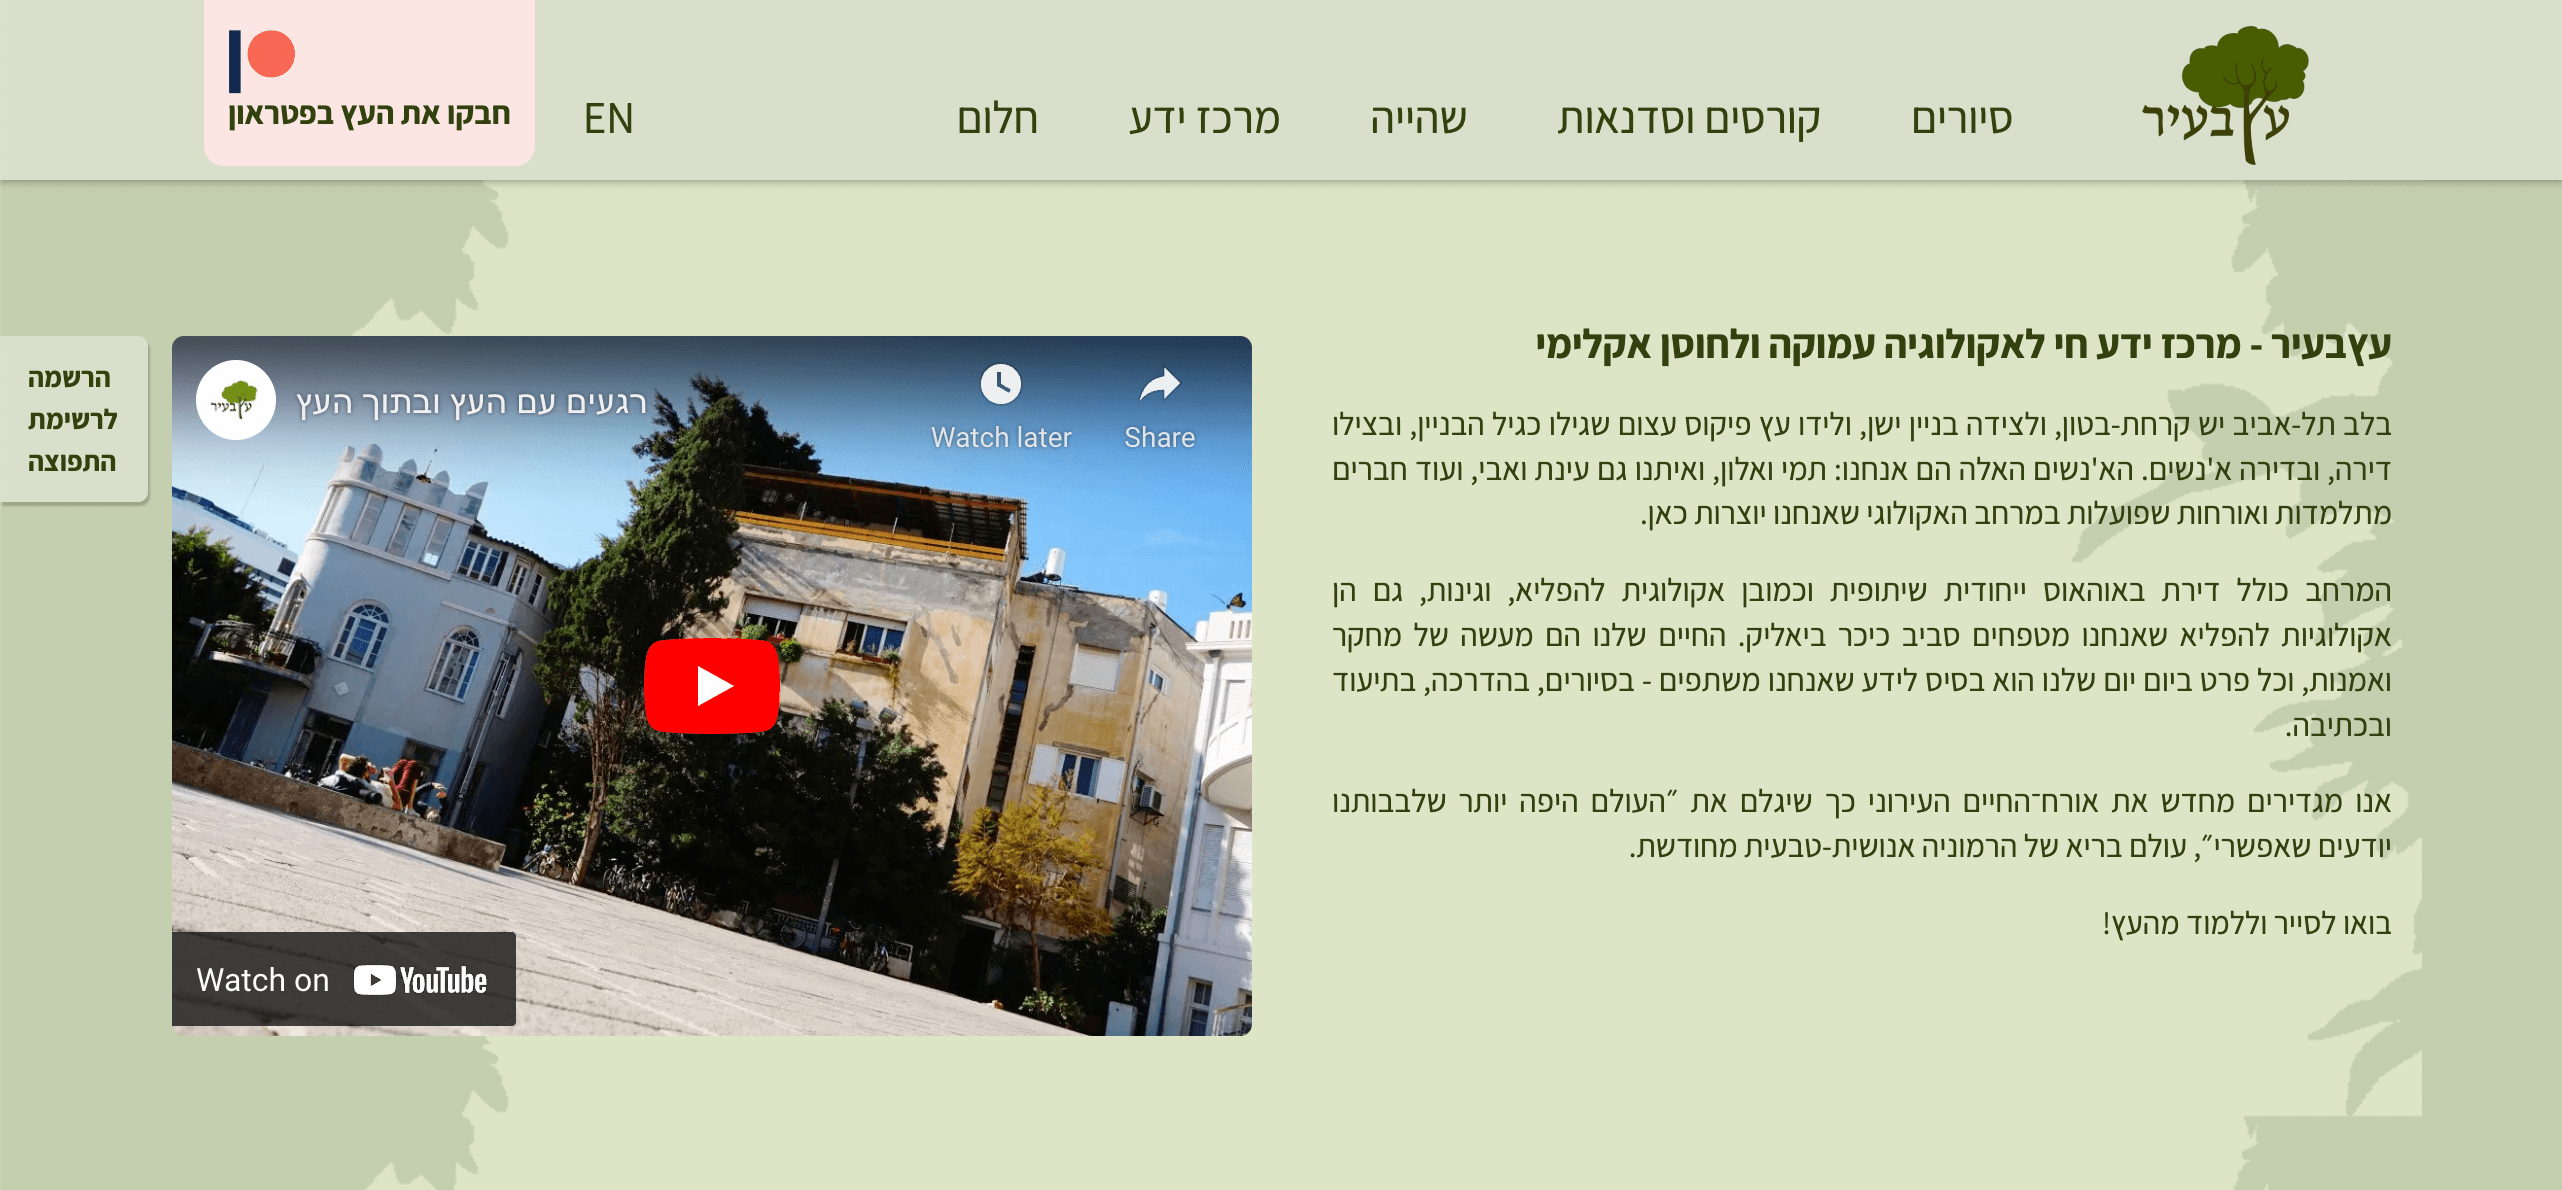 עץבעיר
סיורים
קורסים וסדנאות
שהייה
מרכז ידע
חלום
EN
חבקו את העץ בפטראון
עץבעיר - מרכז ידע חי לאקולוגיה עמוקה ולחוסן אקלימי
בלב תל-אביב יש קרחת-בטון, ולצידה בניין ישן, ולידו עץ פיקוס עצום שגילו כגיל הבניין, ובצילו
דירה, ובדירה א'נשים. הא'נשים האלה הם אנחנו: תמי ואלון, ואיתנו גם עינת ואבי, ועוד חברים
מתלמדות ואורחות שפועלות במרחב האקולוגי שאנחנו יוצרות כאן.
המרחב כולל דירת באוהאוס ייחודית שיתופית וכמובן אקולוגית להפליא, וגינות, גם הן
אקולוגיות להפליא שאנחנו מטפחים סביב כיכר ביאליק. החיים שלנו הם מעשה של מחקר
ואמנות, וכל פרט ביום יום שלנו הוא בסיס לידע שאנחנו משתפים - בסיורים, בהדרכה, בתיעוד
ובכתיבה.
אנו מגדירים מחדש את אורח־החיים העירוני כך שיגלם את ״העולם היפה יותר שלבבותנו
יודעים שאפשרי״, עולם בריא של הרמוניה אנושית-טבעית מחודשת.
בואו לסייר וללמוד מהעץ!
עץבעיר
רגעים עם העץ ובתוך העץ
Watch later
Share
Watch on YouTube
הרשמה
לרשימת
התפוצה